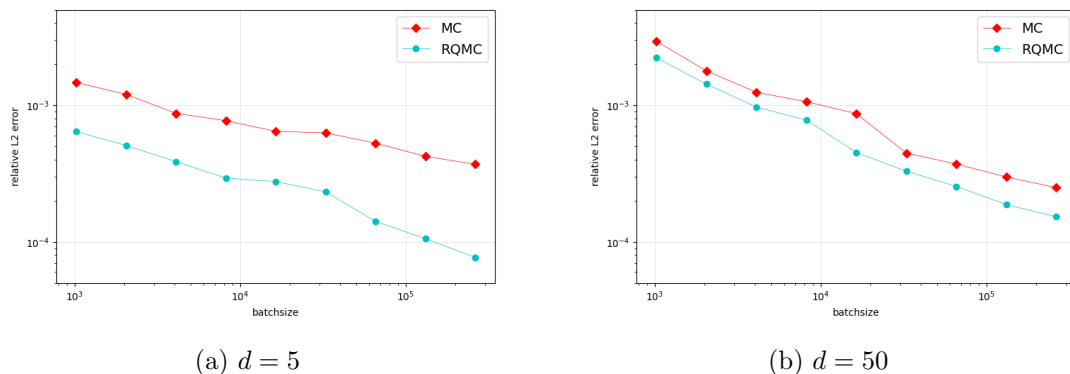 MC
RQMC
relative L2 error
10⁻³
10⁻⁴
10³
10⁴
10⁵
batchsize
(a) d = 5
MC
RQMC
relative L2 error
10⁻³
10⁻⁴
10³
10⁴
10⁵
batchsize
(b) d = 50